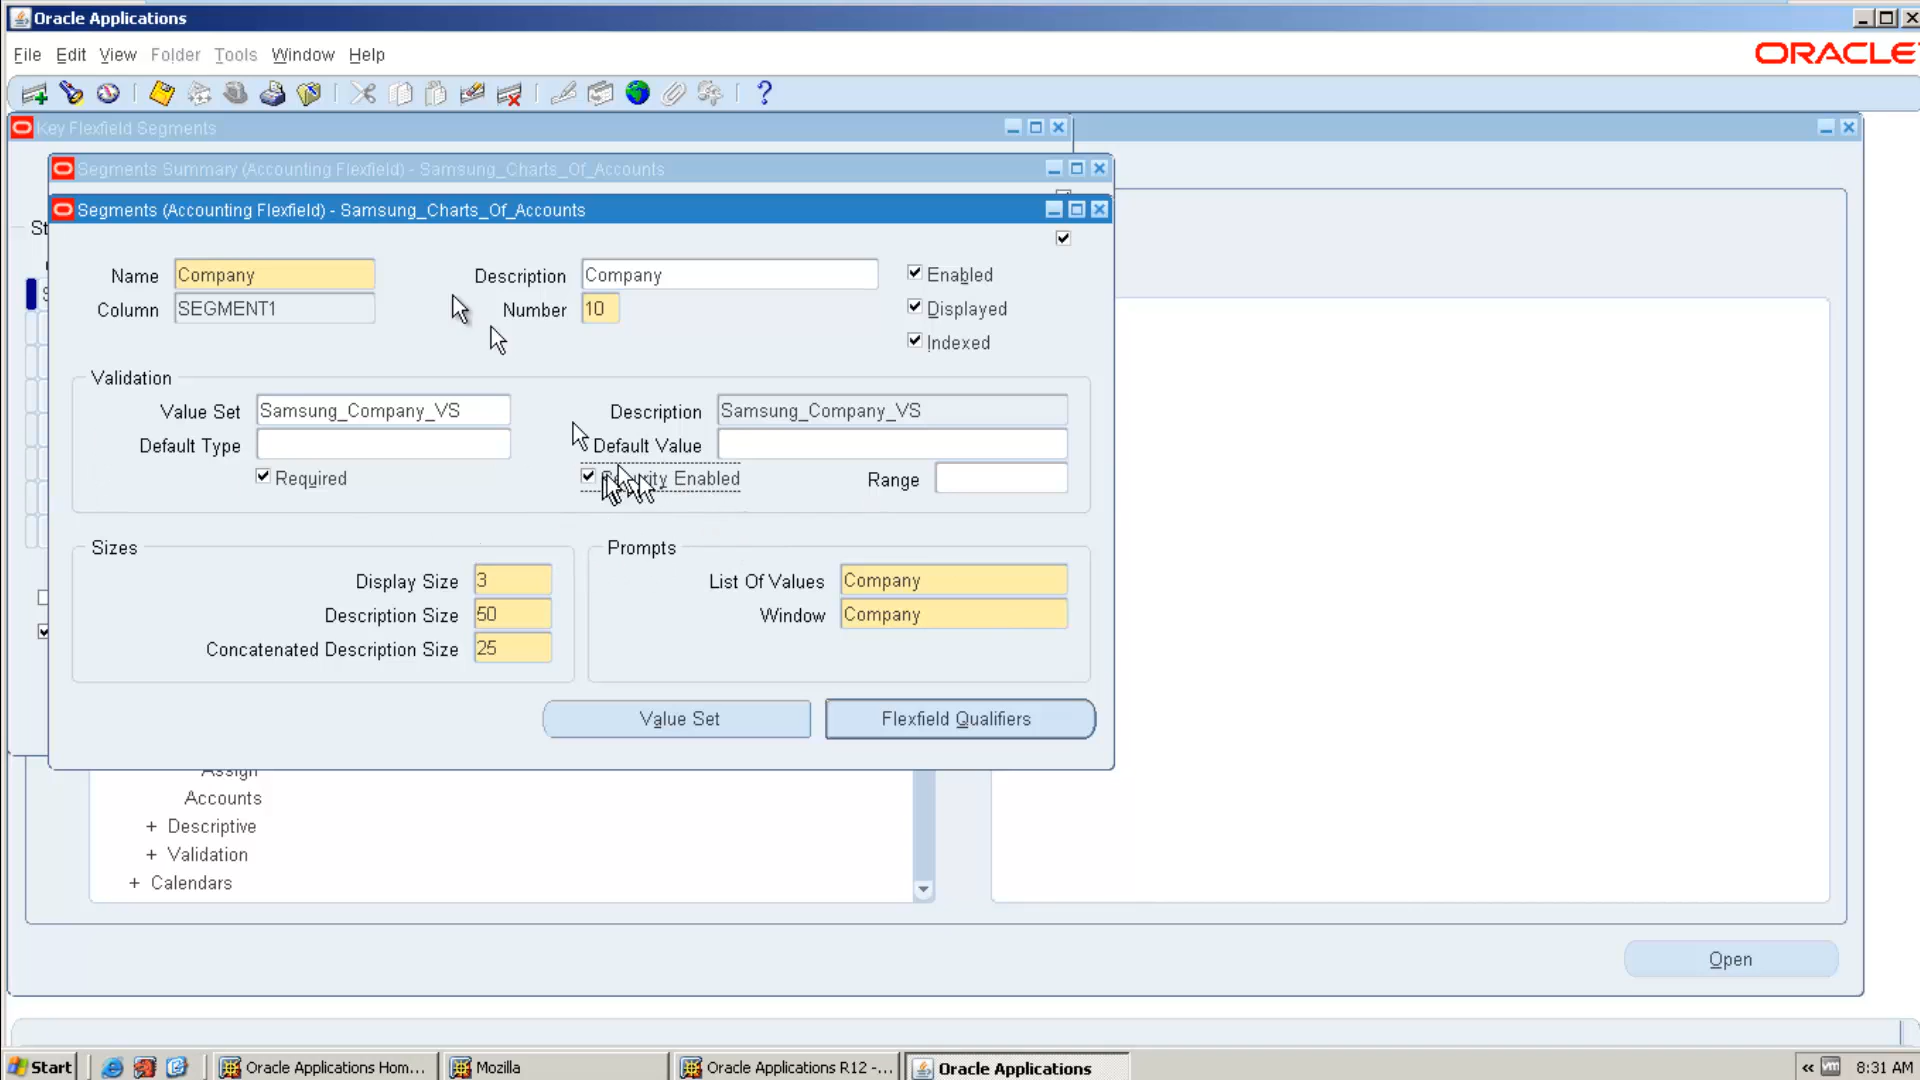 Oracle Applications
File Edit View Folder Tools Window Help
ORACLE
Key Flexfield Segments
Segments Summary (Accounting Flexfield) - Samsung_Charts_Of_Accounts
Segments (Accounting Flexfield) - Samsung_Charts_Of_Accounts
St
Name Company Description Company Enabled
Column SEGMENT1 Number 10 Displayed
Indexed
Validation
Value Set Samsung_Company_VS Description Samsung_Company_VS
Default Type Default Value
Required Security Enabled Range
Sizes Prompts
Display Size 3 List Of Values Company
Description Size 50 Window Company
Concatenated Description Size 25
Value Set Flexfield Qualifiers
Assign
Accounts
+ Descriptive
+ Validation
+ Calendars
Open
Start Oracle Applications Hom... Mozilla Oracle Applications R12 -... Oracle Applications « 8:31 AM